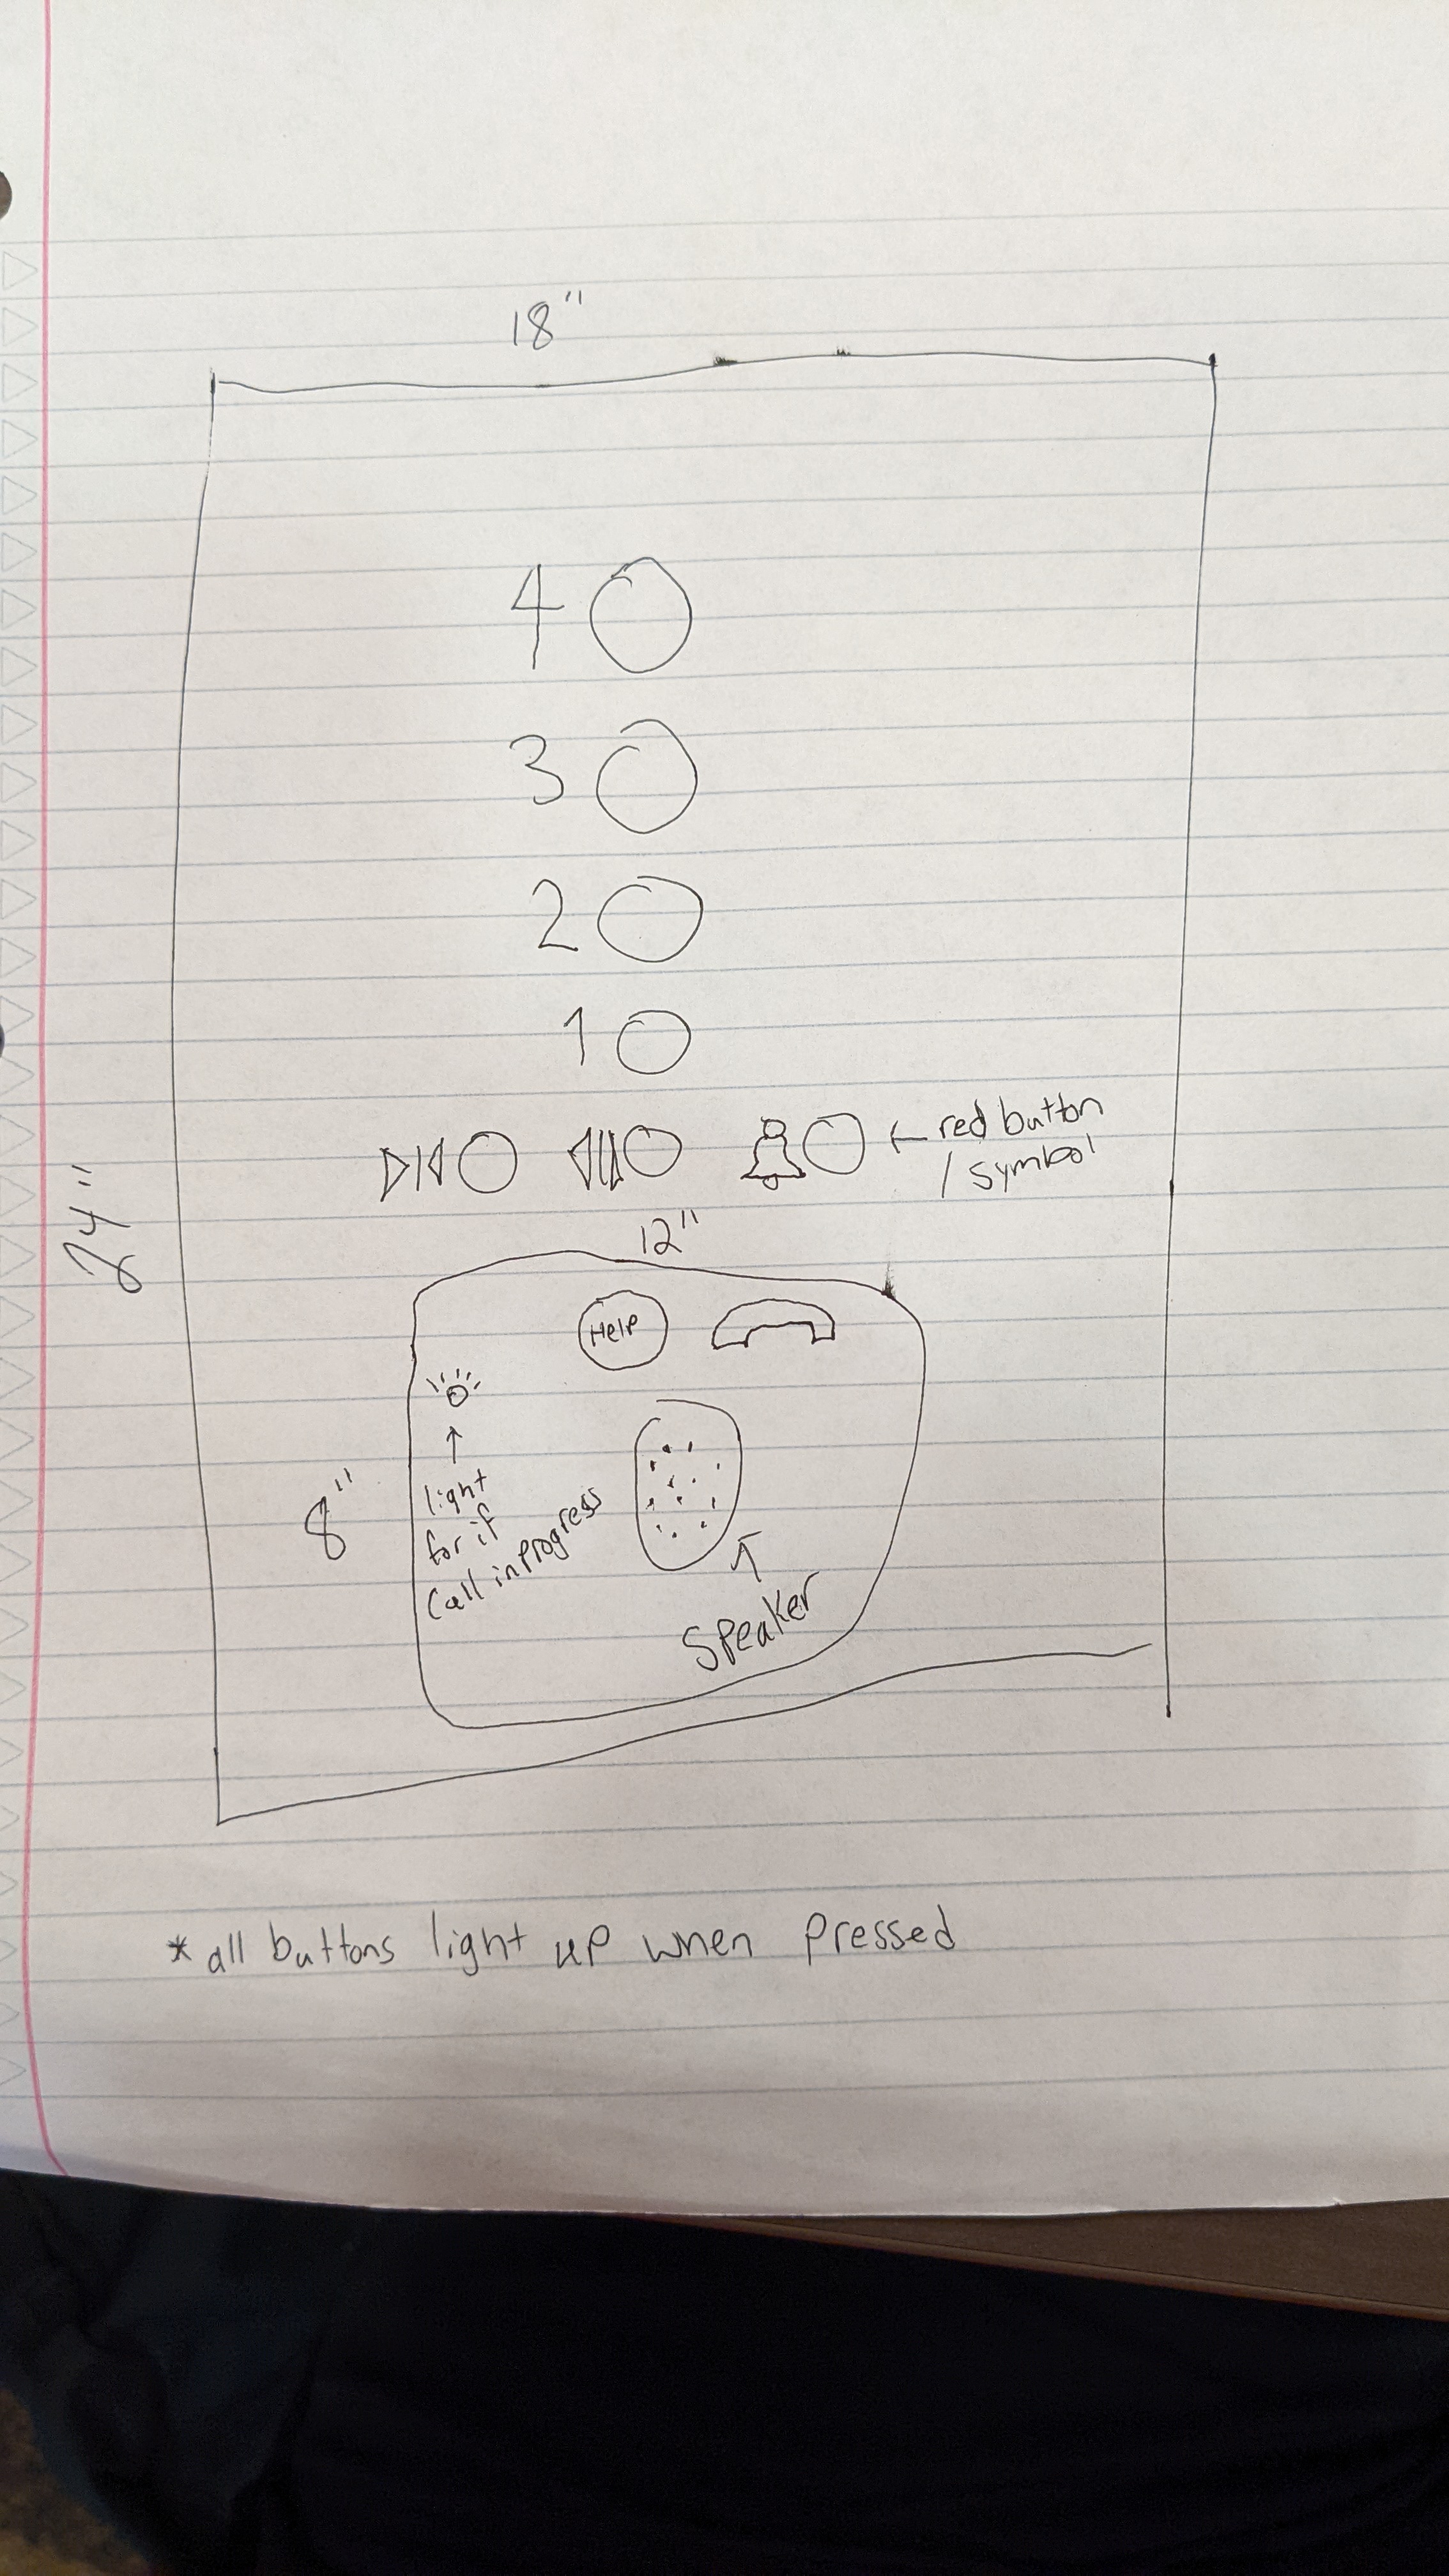 18"
4
3
2
1
← red button
/ symbol
24"
12"
Help
light
for if
Call in progress
8"
Speaker
* all buttons light up when pressed